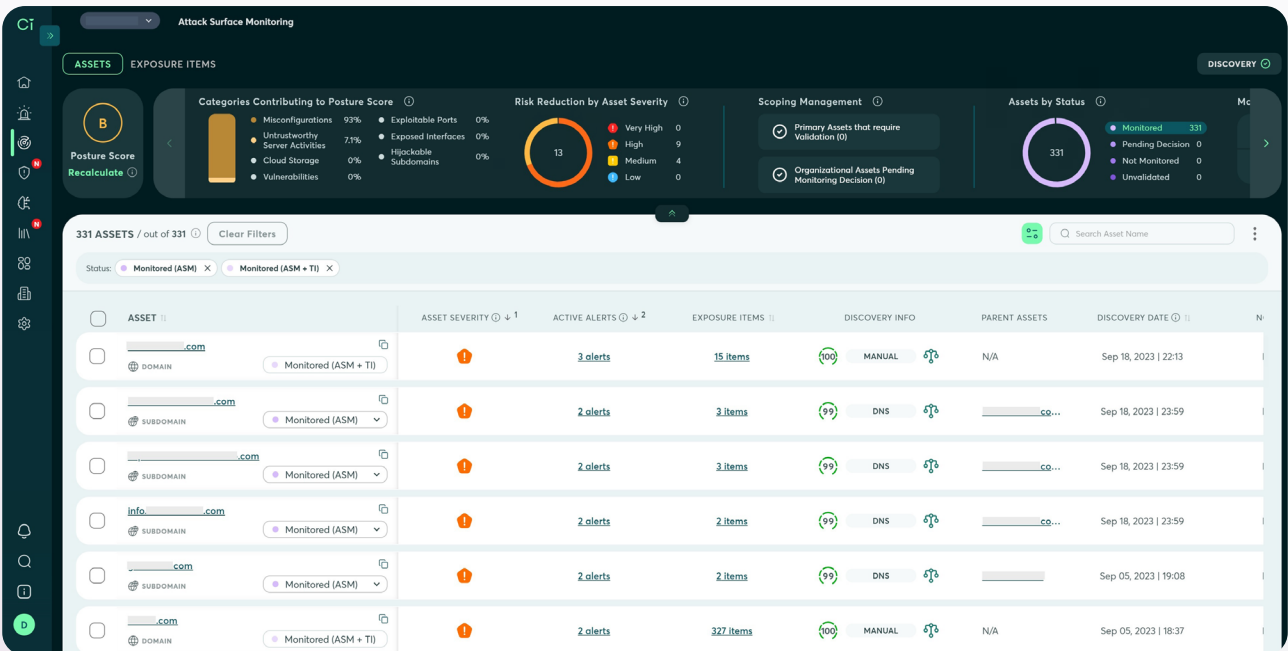 Ci
Attack Surface Monitoring
ASSETS
EXPOSURE ITEMS
DISCOVERY
B
Posture Score
Recalculate
Categories Contributing to Posture Score
Misconfigurations 93%
Untrustworthy
Server Activities 7.1%
Cloud Storage 0%
Vulnerabilities 0%
Exploitable Ports 0%
Exposed Interfaces 0%
Hijackable
Subdomains 0%
Risk Reduction by Asset Severity
13
Very High 0
High 9
Medium 4
Low 0
Scoping Management
Primary Assets that require
Validation (0)
Organizational Assets Pending
Monitoring Decision (0)
Assets by Status
331
Monitored 331
Pending Decision 0
Not Monitored 0
Unvalidated 0
Mo
N
N
331 ASSETS / out of 331
Clear Filters
Search Asset Name
Status: Monitored (ASM) Monitored (ASM + TI)
ASSET ASSET SEVERITY 1 ACTIVE ALERTS 2 EXPOSURE ITEMS DISCOVERY INFO PARENT ASSETS DISCOVERY DATE
.com
DOMAIN Monitored (ASM + TI) 3 alerts 15 items 100 MANUAL N/A Sep 18, 2023 | 22:13
.com
SUBDOMAIN Monitored (ASM) 2 alerts 3 items 99 DNS co... Sep 18, 2023 | 23:59
.com
SUBDOMAIN Monitored (ASM) 2 alerts 3 items 99 DNS co... Sep 18, 2023 | 23:59
info. .com
SUBDOMAIN Monitored (ASM) 2 alerts 2 items 99 DNS co... Sep 18, 2023 | 23:59
com
SUBDOMAIN Monitored (ASM) 2 alerts 2 items 99 DNS Sep 05, 2023 | 19:08
.com
DOMAIN Monitored (ASM + TI) 2 alerts 327 items 100 MANUAL N/A Sep 05, 2023 | 18:37
D